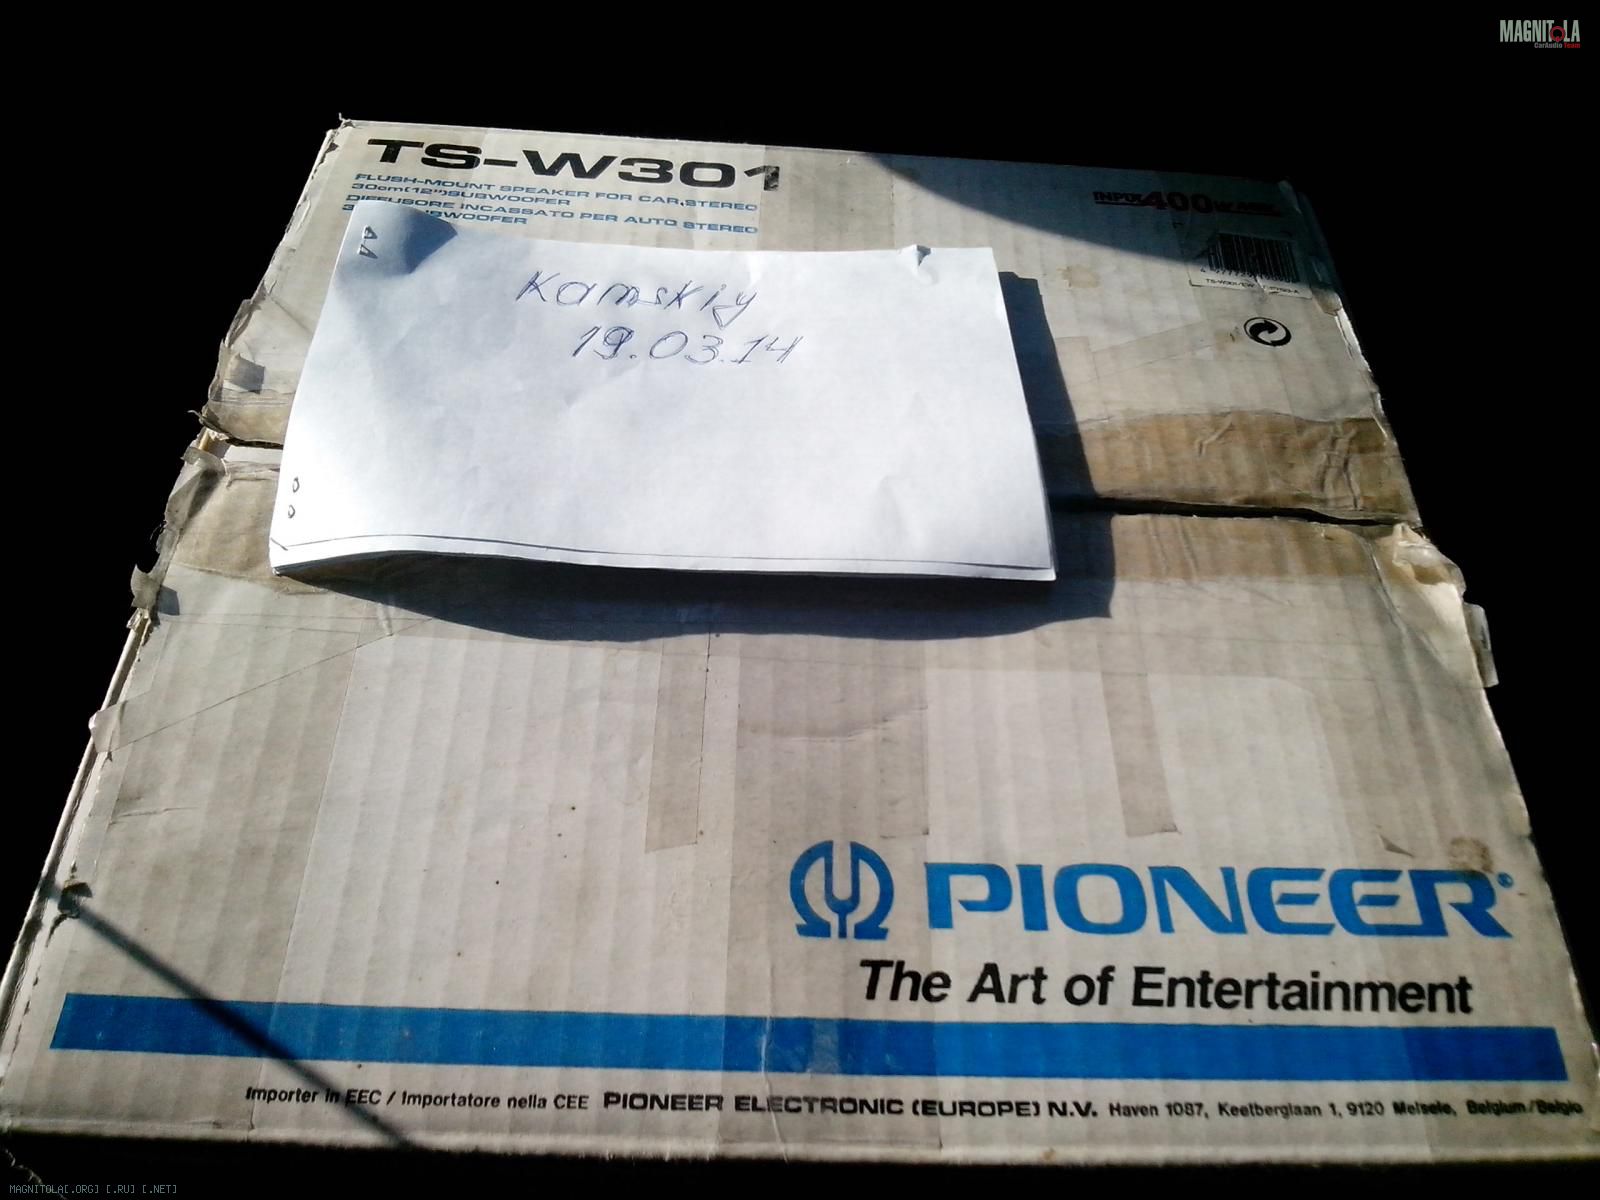 MAGNITOLA
CarAudio Team
TS-W301
FLUSH-MOUNT SPEAKER FOR CAR STEREO
30cm(12")SUBWOOFER
DIFFUSORE INCASSATO PER AUTO STEREO
SUBWOOFER
INPUT 400W MAX.
Kamskiy
19.03.14
PIONEER®
The Art of Entertainment
Importer in EEC / Importatore nella CEE PIONEER ELECTRONIC (EUROPE) N.V. Haven 1087, Keetberglaan 1, 9120 Melsele, Belgium/Belgio
MAGNITOLA[.ORG] [.RU] [.NET]